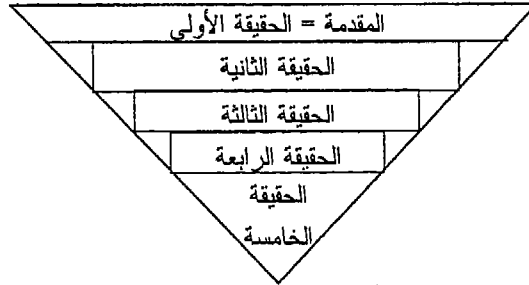 المقدمة = الحقيقة الأولى
الحقيقة الثانية
الحقيقة الثالثة
الحقيقة الرابعة
الحقيقة
الخامسة